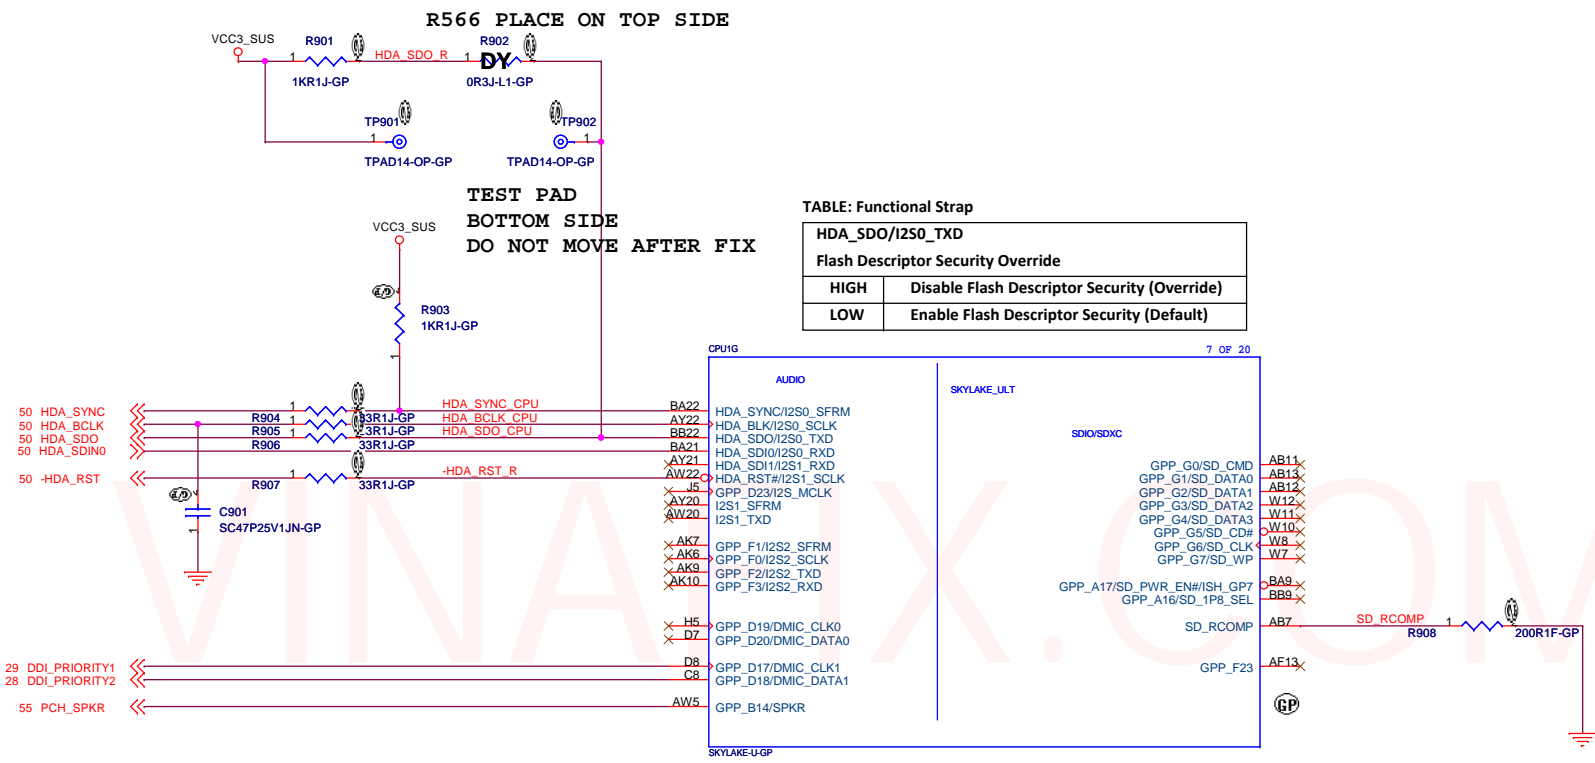 R566 PLACE ON TOP SIDE
VCC3_SUS
R901
1
1KR1J-GP
HDA_SDO_R
R902
1
DY
0R3J-L1-GP
TP901
1
TPAD14-OP-GP
TP902
1
TPAD14-OP-GP
TEST PAD
BOTTOM SIDE
DO NOT MOVE AFTER FIX
VCC3_SUS
R903
1KR1J-GP
1
TABLE: Functional Strap
HDA_SDO/I2S0_TXD
Flash Descriptor Security Override
HIGH Disable Flash Descriptor Security (Override)
LOW Enable Flash Descriptor Security (Default)
CPU1G
7 OF 20
AUDIO
SKYLAKE_ULT
SDIO/SDXC
50 HDA_SYNC
50 HDA_BCLK
50 HDA_SDO
50 HDA_SDIN0
50 -HDA_RST
1
R904
33R1J-GP
1
R905
33R1J-GP
1
R906
33R1J-GP
1
R907
33R1J-GP
HDA_SYNC_CPU
HDA_BCLK_CPU
HDA_SDO_CPU
-HDA_RST_R
C901
SC47P25V1JN-GP
1
29 DDI_PRIORITY1
28 DDI_PRIORITY2
55 PCH_SPKR
BA22 HDA_SYNC/I2S0_SFRM
AY22 HDA_BLK/I2S0_SCLK
BB22 HDA_SDO/I2S0_TXD
BA21 HDA_SDI0/I2S0_RXD
AY21 HDA_SDI1/I2S1_RXD
AW22 HDA_RST#/I2S1_SCLK
J5 GPP_D23/I2S_MCLK
AY20 I2S1_SFRM
AW20 I2S1_TXD
AK7 GPP_F1/I2S2_SFRM
AK6 GPP_F0/I2S2_SCLK
AK9 GPP_F2/I2S2_TXD
AK10 GPP_F3/I2S2_RXD
H5 GPP_D19/DMIC_CLK0
D7 GPP_D20/DMIC_DATA0
D8 GPP_D17/DMIC_CLK1
C8 GPP_D18/DMIC_DATA1
AW5 GPP_B14/SPKR
GPP_G0/SD_CMD AB11
GPP_G1/SD_DATA0 AB13
GPP_G2/SD_DATA1 AB12
GPP_G3/SD_DATA2 W12
GPP_G4/SD_DATA3 W11
GPP_G5/SD_CD# W10
GPP_G6/SD_CLK W8
GPP_G7/SD_WP W7
GPP_A17/SD_PWR_EN#/ISH_GP7 BA9
GPP_A16/SD_1P8_SEL BB9
SD_RCOMP AB7
GPP_F23 AF13
SD_RCOMP
1
R908
200R1F-GP
GP
SKYLAKE-U-GP
VINAFIX.COM